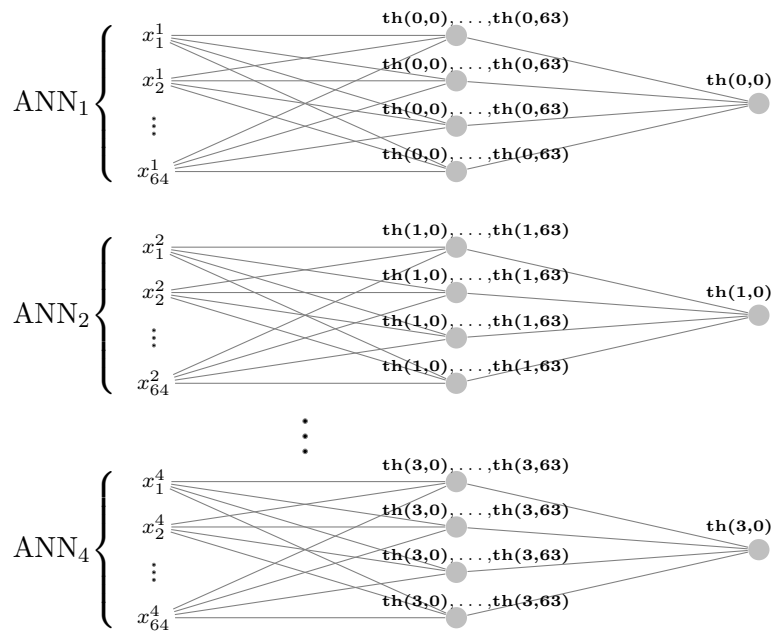 th(0,0),...,th(0,63)
x^1_1
th(0,0),...,th(0,63)
th(0,0)
x^1_2
ANN_1
th(0,0),...,th(0,63)
⋮
th(0,0),...,th(0,63)
x^1_64
th(1,0),...,th(1,63)
x^2_1
th(1,0),...,th(1,63)
th(1,0)
x^2_2
ANN_2
th(1,0),...,th(1,63)
⋮
th(1,0),...,th(1,63)
x^2_64
⋮
th(3,0),...,th(3,63)
x^4_1
th(3,0),...,th(3,63)
th(3,0)
x^4_2
ANN_4
th(3,0),...,th(3,63)
⋮
th(3,0),...,th(3,63)
x^4_64